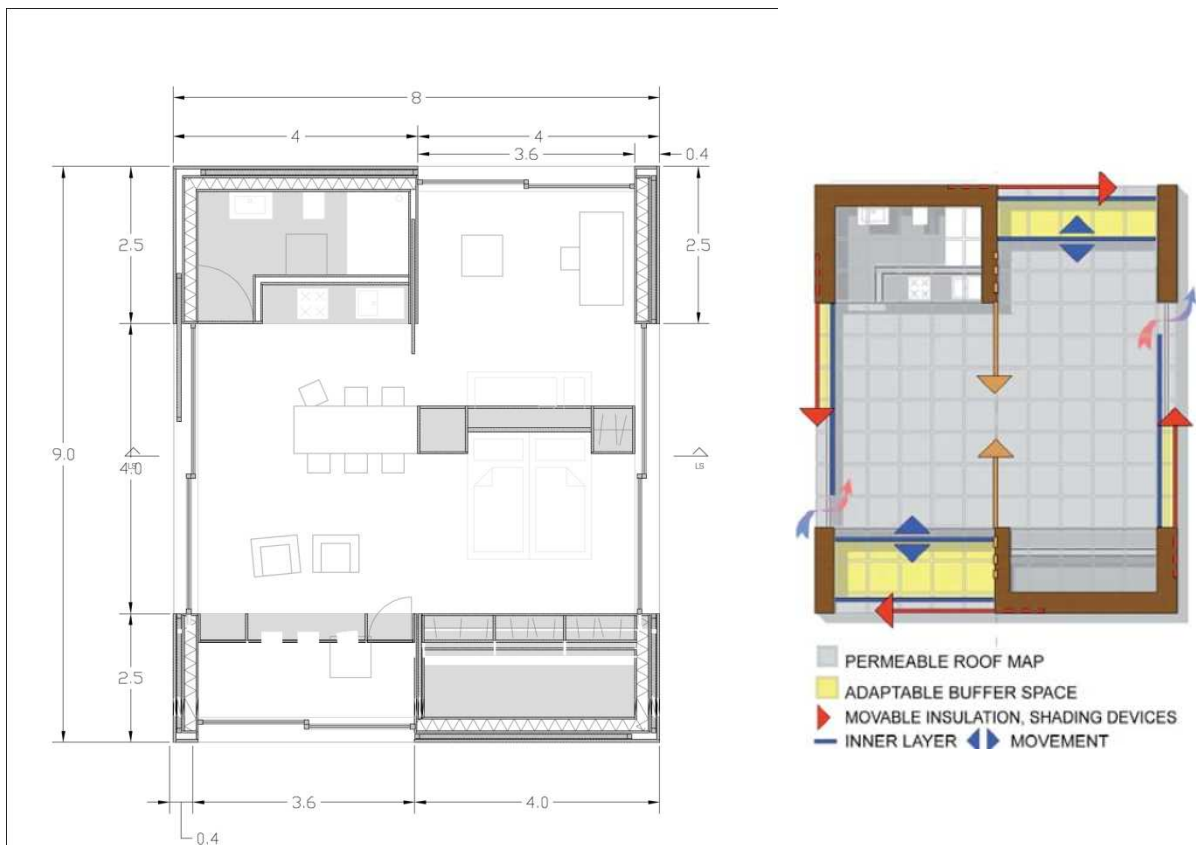 8
4
4
3.6
0.4
2.5
2.5
9.0
4.0
LS
LS
2.5
3.6
4.0
0.4
PERMEABLE ROOF MAP
ADAPTABLE BUFFER SPACE
MOVABLE INSULATION, SHADING DEVICES
INNER LAYER MOVEMENT